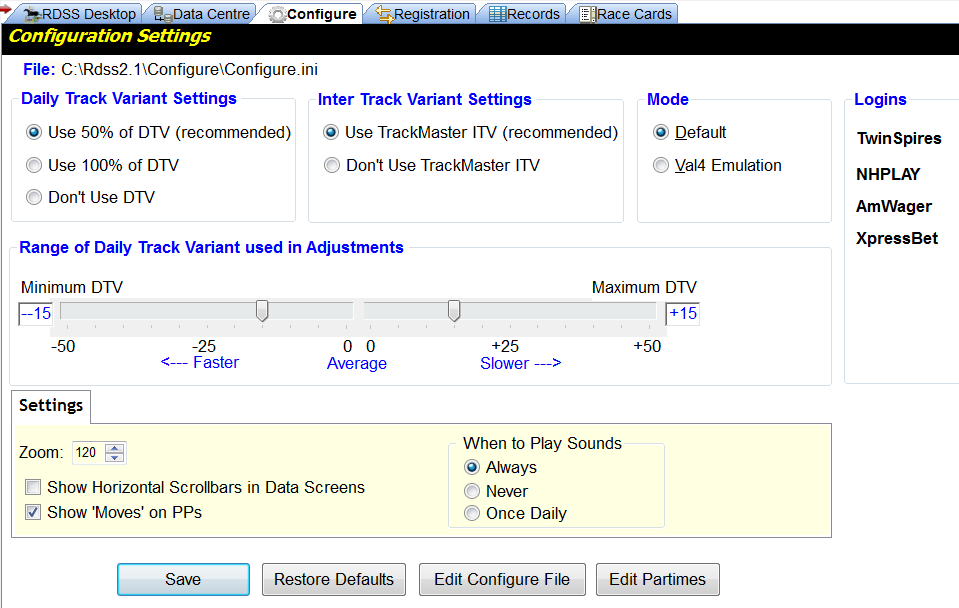 RDSS Desktop Data Centre Configure Registration Records Race Cards
Configuration Settings
File: C:\Rdss2.1\Configure\Configure.ini
Daily Track Variant Settings
Use 50% of DTV (recommended)
Use 100% of DTV
Don't Use DTV
Inter Track Variant Settings
Use TrackMaster ITV (recommended)
Don't Use TrackMaster ITV
Mode
Default
Val4 Emulation
Logins
TwinSpires
NHPLAY
AmWager
XpressBet
Range of Daily Track Variant used in Adjustments
Minimum DTV Maximum DTV
--15 +15
-50 -25 0 0 +25 +50
<--- Faster Average Slower --->
Settings
Zoom: 120
Show Horizontal Scrollbars in Data Screens
Show 'Moves' on PPs
When to Play Sounds
Always
Never
Once Daily
Save Restore Defaults Edit Configure File Edit Partimes